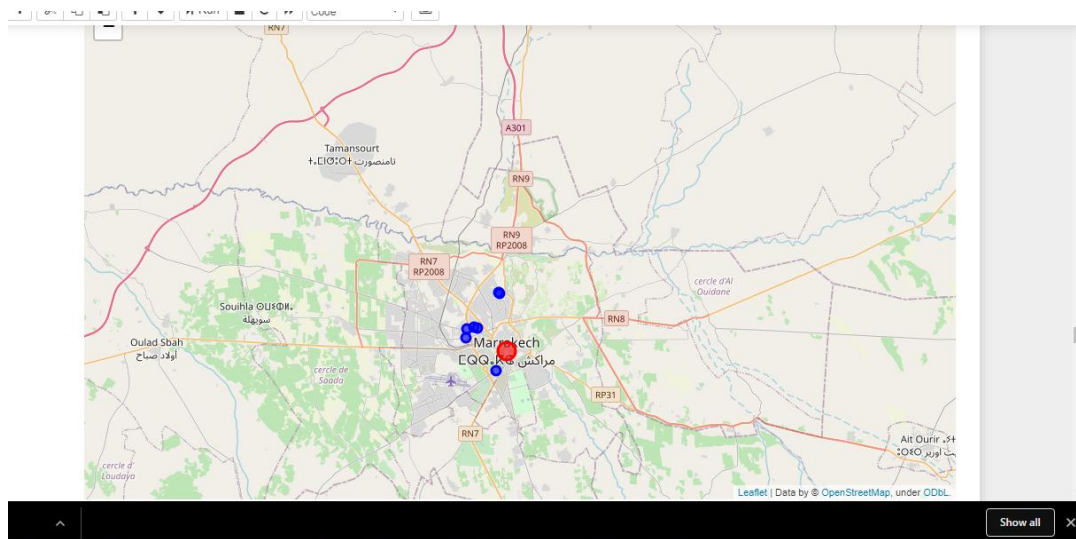 Run
Code
−
RN7
A301
Tamansourt
ⵜⴰⵎⵏⵚⵓⵔⵜ
تامنصورت
RN9
RN9
RP2008
RN7
RP2008
cercle d'Al
Ouidane
Souihla
سويهلة
RN8
Oulad Sbah
أولاد صباح
Marrakech
مراكش
cercle de
Saada
RP31
RN7
Ait Ourir
cercle d'
Loudaya
Leaflet | Data by © OpenStreetMap, under ODbL.
Show all